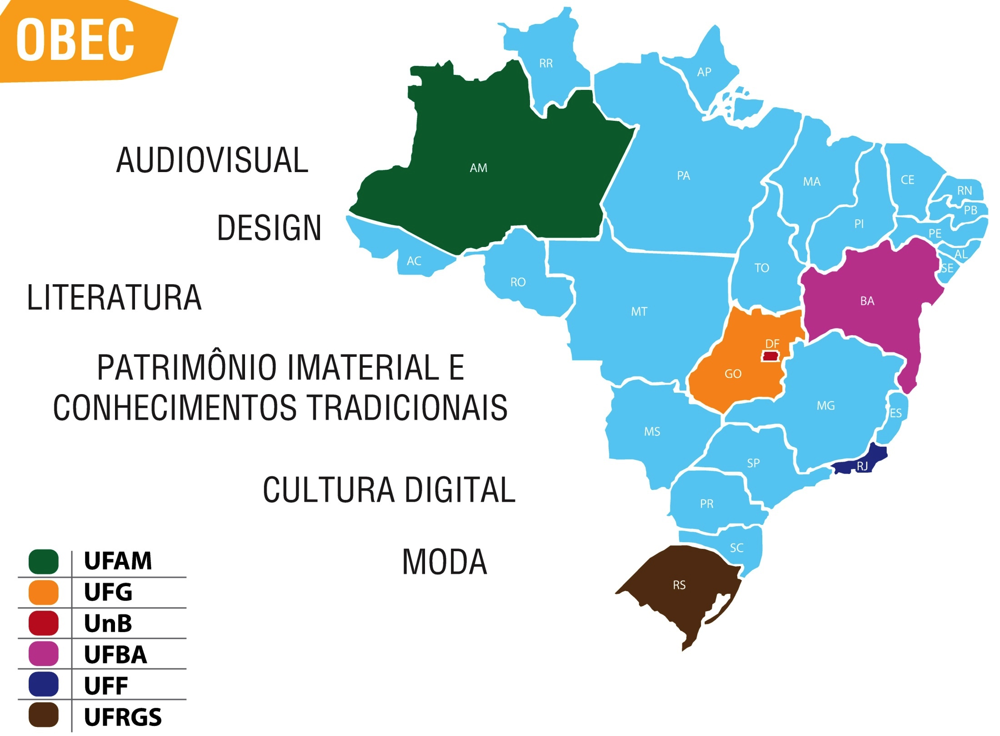 OBEC
AUDIOVISUAL
DESIGN
LITERATURA
PATRIMÔNIO IMATERIAL E
CONHECIMENTOS TRADICIONAIS
CULTURA DIGITAL
MODA
UFAM
UFG
UnB
UFBA
UFF
UFRGS
RR
AP
AM
PA
MA
CE
RN
PB
PI
PE
AL
SE
AC
RO
TO
BA
MT
DF
GO
MG
ES
MS
SP
RJ
PR
SC
RS